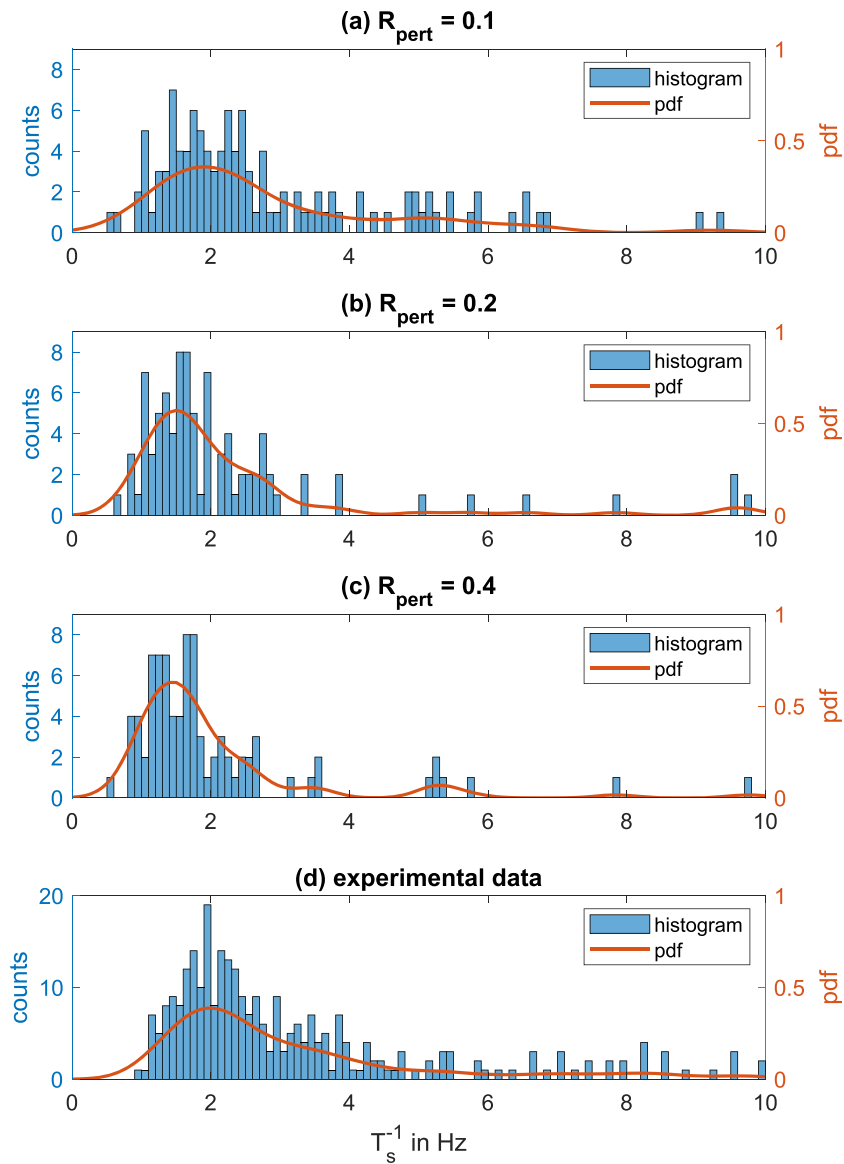 (a) R_pert = 0.1
8
6
4
2
0
counts
1
0.5
0
pdf
histogram
pdf
0 2 4 6 8 10
(b) R_pert = 0.2
8
6
4
2
0
counts
1
0.5
0
pdf
histogram
pdf
0 2 4 6 8 10
(c) R_pert = 0.4
8
6
4
2
0
counts
1
0.5
0
pdf
histogram
pdf
0 2 4 6 8 10
(d) experimental data
20
10
0
counts
1
0.5
0
pdf
histogram
pdf
0 2 4 6 8 10
T_s^-1 in Hz